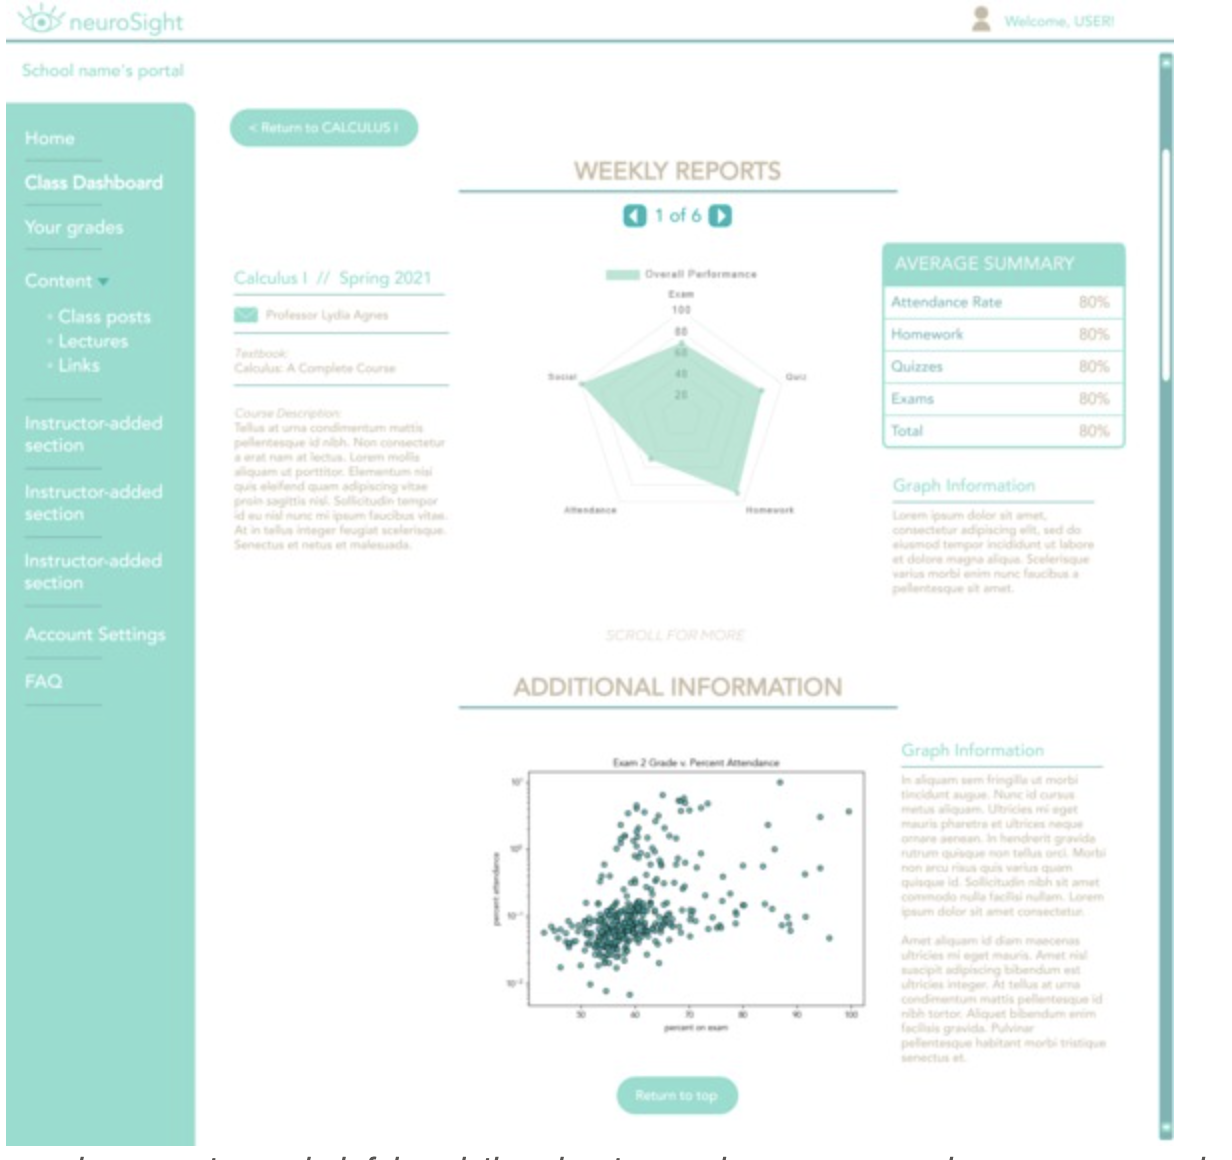 neuroSight
Welcome, USER!
School name's portal
Home
Class Dashboard
Your grades
Content
Class posts
Lectures
Links
Instructor-added
section
Instructor-added
section
Instructor-added
section
Account Settings
FAQ
< Return to CALCULUS I
WEEKLY REPORTS
1 of 6
Calculus I // Spring 2021
Professor Lydia Agnes
Textbook:
Calculus: A Complete Course
Course Description:
Tellus at urna condimentum mattis
pellentesque id nibh. Non consectetur
a erat nam at lectus. Lorem mollis
aliquam ut porttitor. Elementum nisi
quis eleifend quam adipiscing vitae
proin sagittis nisl. Sollicitudin tempor
id eu nisl nunc mi ipsum faucibus vitae.
At in tellus integer feugiat scelerisque.
Senectus et netus et malesuada.
Overall Performance
Exam
100
80
60
40
20
Social
Quiz
Attendance
Homework
AVERAGE SUMMARY
Attendance Rate 80%
Homework 80%
Quizzes 80%
Exams 80%
Total 80%
Graph Information
Lorem ipsum dolor sit amet,
consectetur adipiscing elit, sed do
eiusmod tempor incididunt ut labore
et dolore magna aliqua. Scelerisque
varius morbi enim nunc faucibus a
pellentesque sit amet.
SCROLL FOR MORE
ADDITIONAL INFORMATION
Exam 2 Grade v. Percent Attendance
percent attendance
10¹
10⁰
10⁻¹
10⁻²
50 60 70 80 90 100
percent on exam
Graph Information
In aliquam sem fringilla ut morbi
tincidunt augue. Nunc id cursus
metus aliquam. Ultricies mi eget
mauris pharetra et ultrices neque
ornare aenean. In hendrerit gravida
rutrum quisque non tellus orci. Morbi
non arcu risus quis varius quam
quisque id. Sollicitudin nibh sit amet
commodo nulla facilisi nullam. Lorem
ipsum dolor sit amet consectetur.
Amet aliquam id diam maecenas
ultricies mi eget mauris. Amet nisl
suscipit adipiscing bibendum est
ultricies integer. At tellus at urna
condimentum mattis pellentesque id
nibh tortor. Aliquet bibendum enim
facilisis gravida. Pulvinar
pellentesque habitant morbi tristique
senectus et.
Return to top